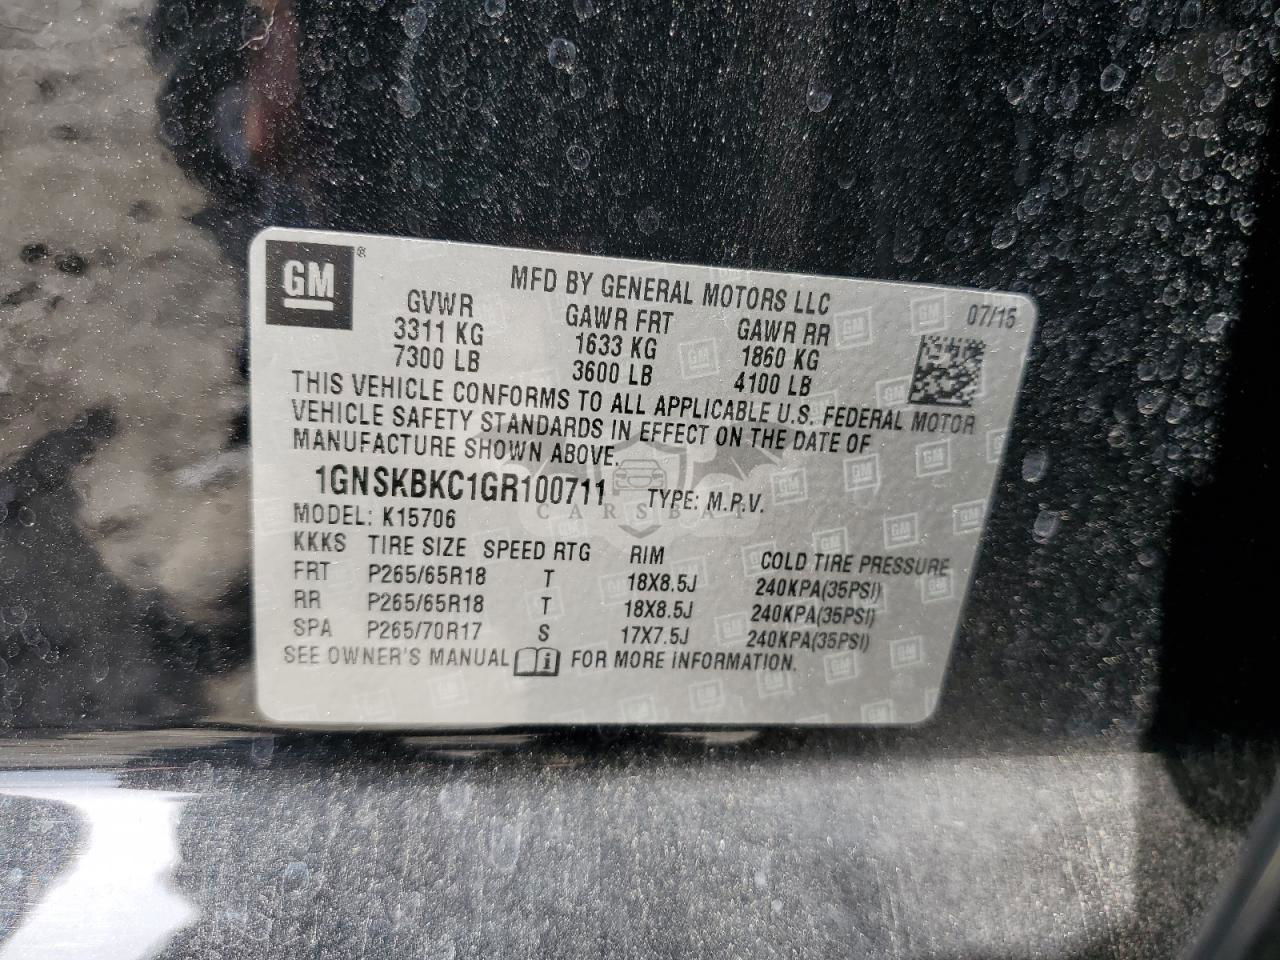 GM ®
MFD BY GENERAL MOTORS LLC
07/15
GVWR GAWR FRT GAWR RR
3311 KG 1633 KG 1860 KG
7300 LB 3600 LB 4100 LB
THIS VEHICLE CONFORMS TO ALL APPLICABLE U.S. FEDERAL MOTOR
VEHICLE SAFETY STANDARDS IN EFFECT ON THE DATE OF
MANUFACTURE SHOWN ABOVE.
1GNSKBKC1GR100711 TYPE: M.P.V.
CARSBAT
MODEL: K15706
KKKS TIRE SIZE SPEED RTG RIM COLD TIRE PRESSURE
FRT P265/65R18 T 18X8.5J 240KPA(35PSI)
RR P265/65R18 T 18X8.5J 240KPA(35PSI)
SPA P265/70R17 S 17X7.5J 240KPA(35PSI)
SEE OWNER'S MANUAL i FOR MORE INFORMATION.